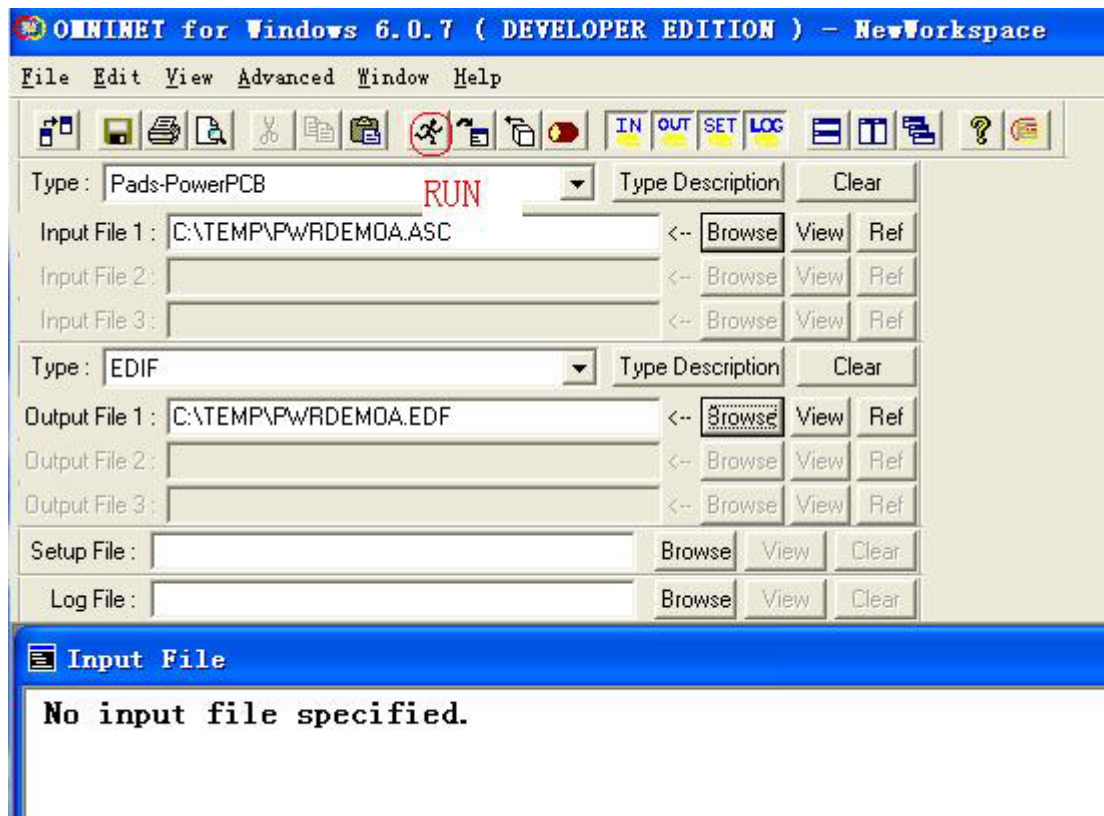 OMNINET for Windows 6.0.7 ( DEVELOPER EDITION ) - NewWorkspace
File Edit View Advanced Window Help
IN OUT SET LOG
Type : Pads-PowerPCB Type Description Clear
RUN
Input File 1 : C:\TEMP\PWRDEMOA.ASC <-- Browse View Ref
Input File 2 : <-- Browse View Ref
Input File 3 : <-- Browse View Ref
Type : EDIF Type Description Clear
Output File 1 : C:\TEMP\PWRDEMOA.EDF <-- Browse View Ref
Output File 2 : <-- Browse View Ref
Output File 3 : <-- Browse View Ref
Setup File : Browse View Clear
Log File : Browse View Clear
Input File
No input file specified.